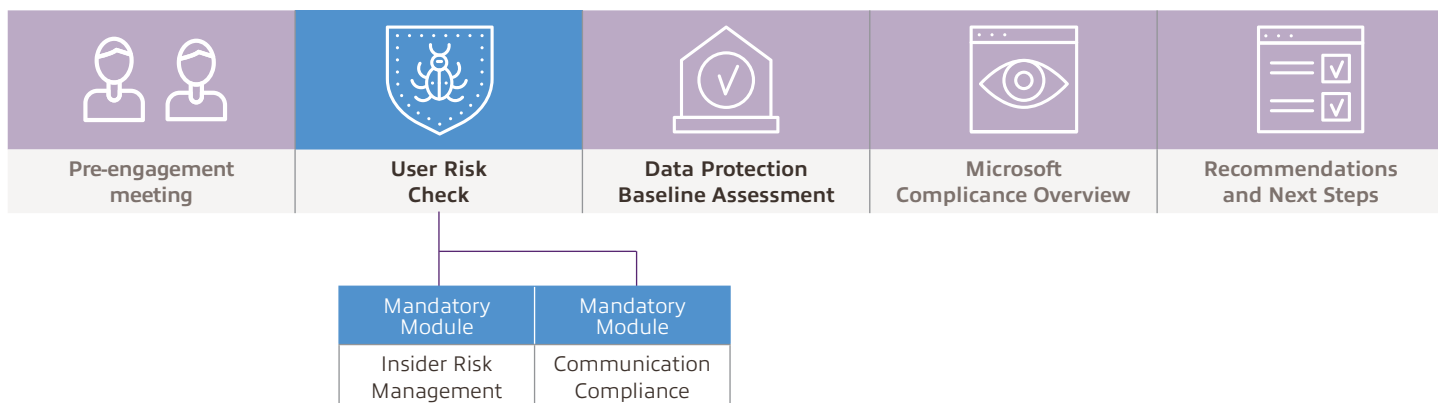 Pre-engagement
meeting
User Risk
Check
Data Protection
Baseline Assessment
Microsoft
Complicance Overview
Recommendations
and Next Steps
Mandatory
Module
Mandatory
Module
Insider Risk
Management
Communication
Compliance